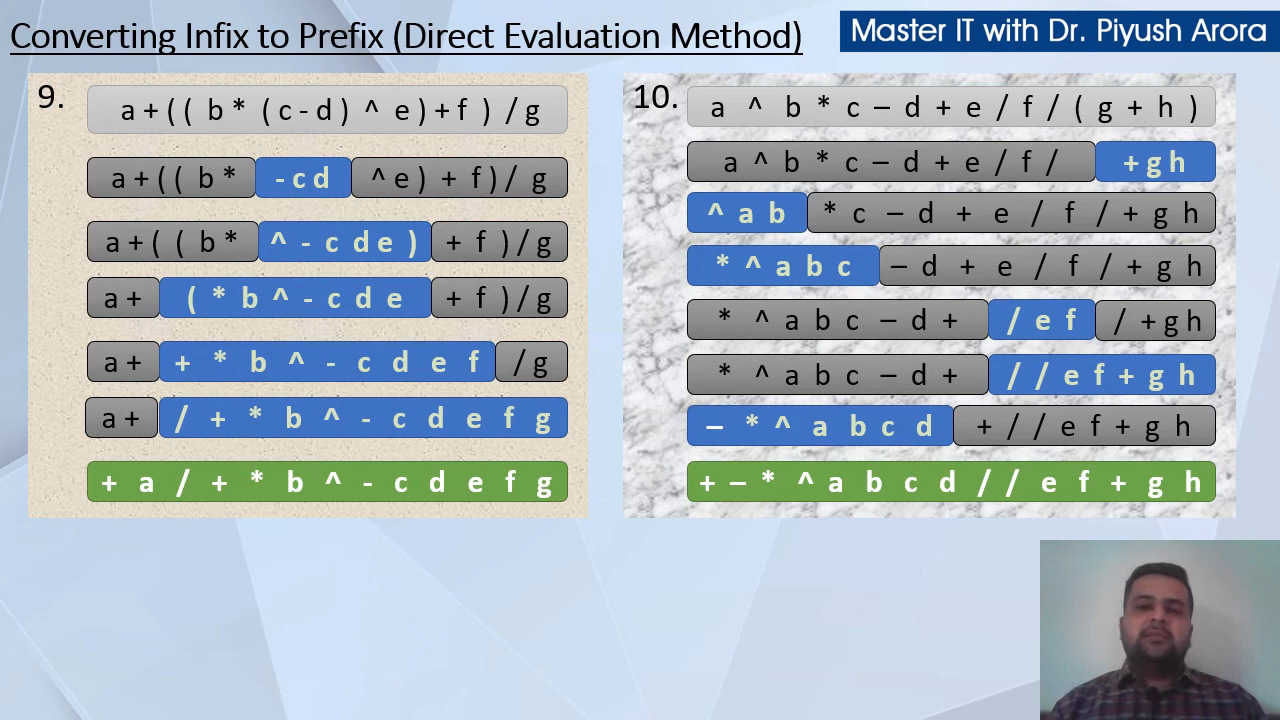 Converting Infix to Prefix (Direct Evaluation Method)
Master IT with Dr. Piyush Arora
9.
a + ( ( b * ( c - d ) ^ e ) + f ) / g
a + ( ( b * - c d ^ e ) + f ) / g
a + ( ( b * ^ - c d e ) + f ) / g
a + ( * b ^ - c d e + f ) / g
a + + * b ^ - c d e f / g
a + / + * b ^ - c d e f g
+ a / + * b ^ - c d e f g
10.
a ^ b * c – d + e / f / ( g + h )
a ^ b * c – d + e / f / + g h
^ a b * c – d + e / f / + g h
* ^ a b c – d + e / f / + g h
* ^ a b c – d + / e f / + g h
* ^ a b c – d + / / e f + g h
– * ^ a b c d + / / e f + g h
+ – * ^ a b c d / / e f + g h